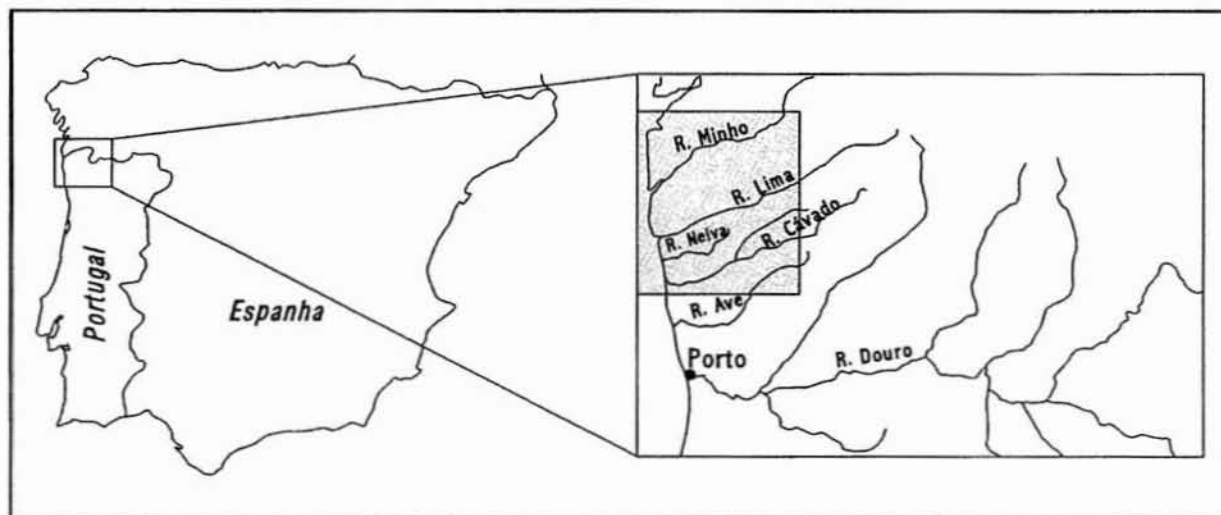 Portugal
Espanha
R. Minho
R. Lima
R. Neiva
R. Cávado
R. Ave
Porto
R. Douro